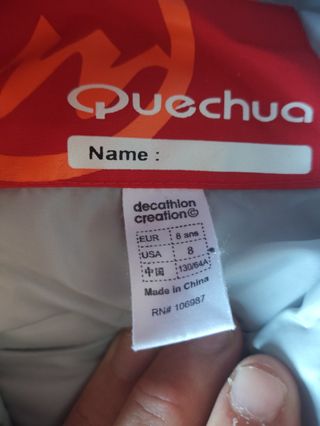 Quechua
Name :
decathlon
creation©
EUR 8 ans
USA 8
中国 130/64A
Made in China
RN# 106987